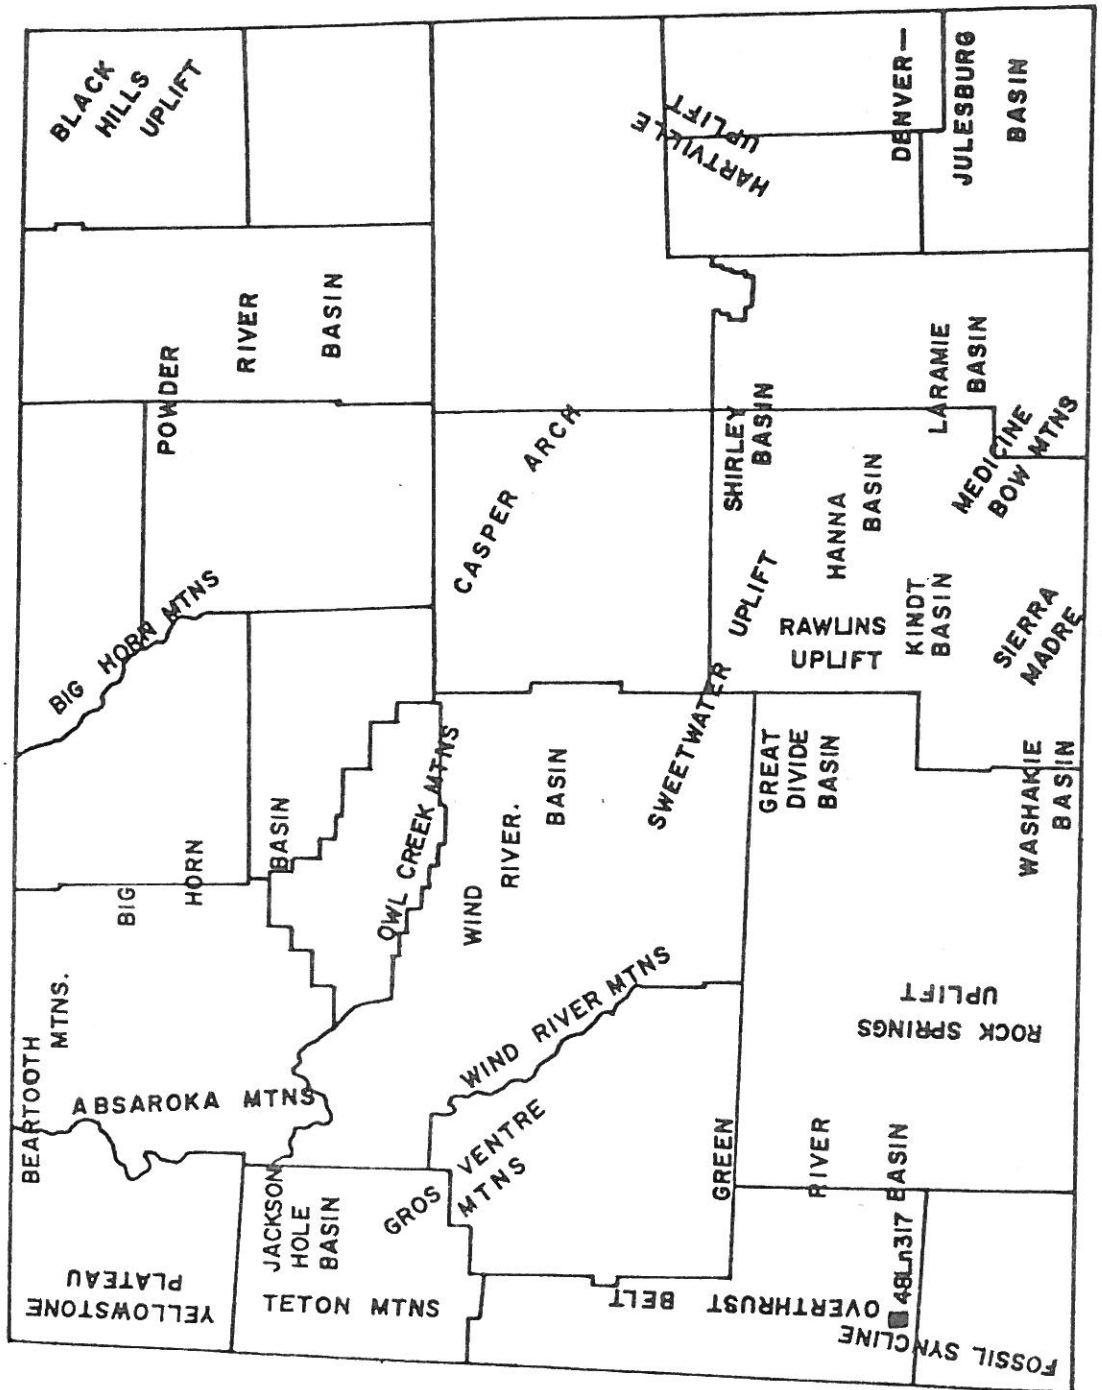 BLACK
HILLS
UPLIFT
HARTVILLE
UPLIFT
DENVER—
JULESBURG
BASIN
POWDER
RIVER
BASIN
LARAMIE
BASIN
CASPER ARCH
SHIRLEY
BASIN
MEDICINE
BOW MTNS
HANNA
BASIN
BIG HORN MTNS
SWEETWATER UPLIFT
RAWLINS
UPLIFT
KINDT
BASIN
SIERRA
MADRE
OWL CREEK MTNS
GREAT
DIVIDE
BASIN
WASHAKIE
BASIN
BIG
HORN
BASIN
WIND
RIVER.
BASIN
BEARTOOTH
MTNS.
ABSAROKA MTNS
WIND RIVER MTNS
ROCK SPRINGS
UPLIFT
GROS VENTRE
MTNS
GREEN
RIVER
BASIN
JACKSON
HOLE
BASIN
YELLOWSTONE
PLATEAU
TETON MTNS
OVERTHRUST BELT
48Ln317
FOSSIL SYNCLINE